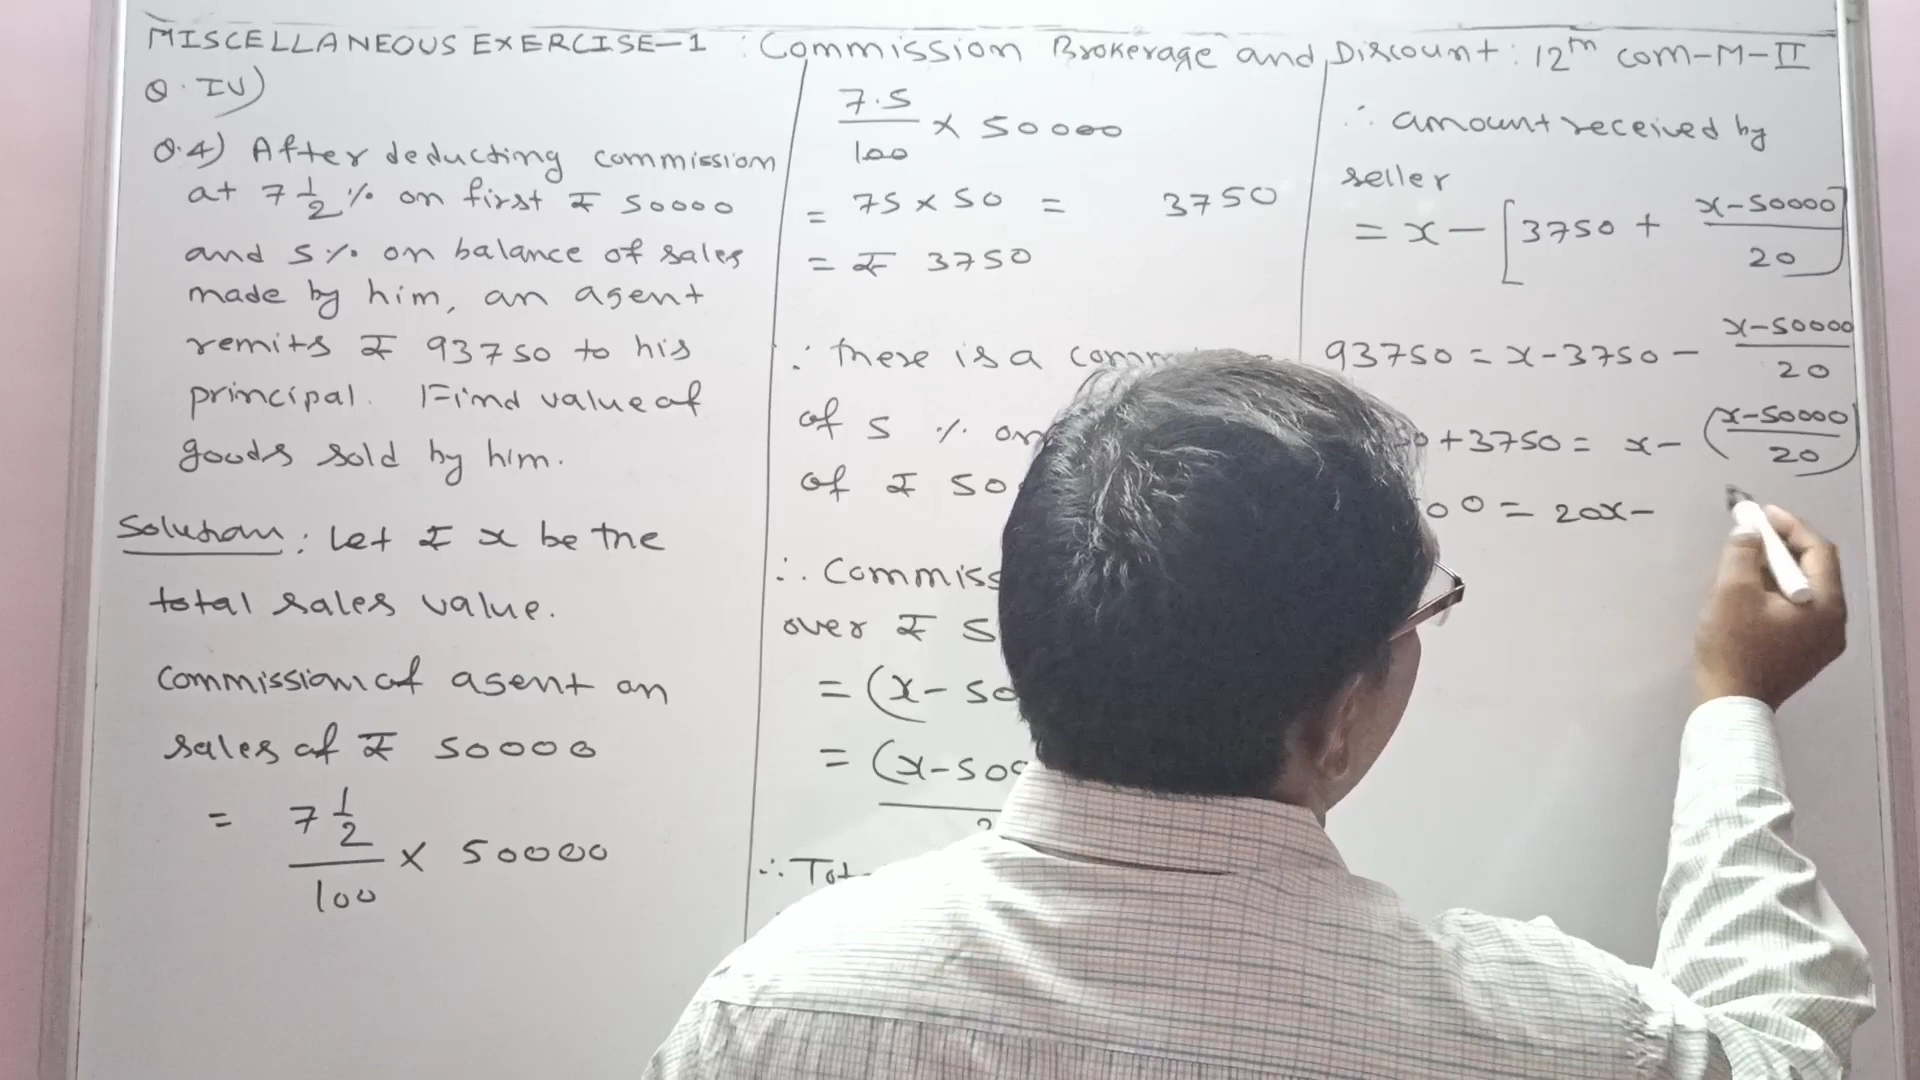 MISCELLANEOUS EXERCISE-1 : Commission Brokerage and Discount : 12th com-M-II
Q. IV)
Q.4) After deducting commission
at 7 1/2 % on first ₹ 50000
and 5% on balance of sales
made by him, an agent
remits ₹ 93750 to his
principal. Find value of
goods sold by him.
Solution : Let ₹ x be the
total sales value.
Commission of agent on
sales of ₹ 50000
= 7 1/2 / 100 × 50000
7.5 / 100 × 50000
= 75 × 50 = 3750
= ₹ 3750
∴ there is a
of 5 % on
of ₹ 50
∴ Commiss
over ₹ 5
= (x - 50
= (x-500
∴ Tot
∴ amount received by
seller
= x - [3750 + x-50000 / 20]
93750 = x-3750 - x-50000 / 20
50 + 3750 = x - (x-50000 / 20)
00 = 20x -